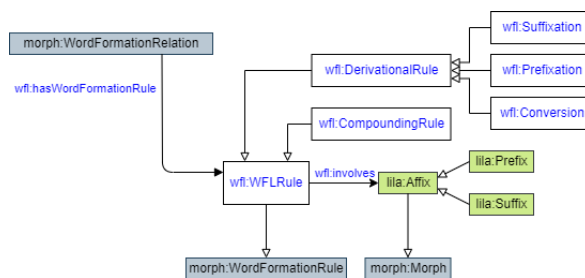 wfl:Suffixation
morph:WordFormationRelation
wfl:DerivationalRule
wfl:Prefixation
wfl:hasWordFormationRule
wfl:Conversion
wfl:CompoundingRule
lila:Prefix
wfl:WFLRule
wfl:involves
lila:Affix
lila:Suffix
morph:WordFormationRule
morph:Morph